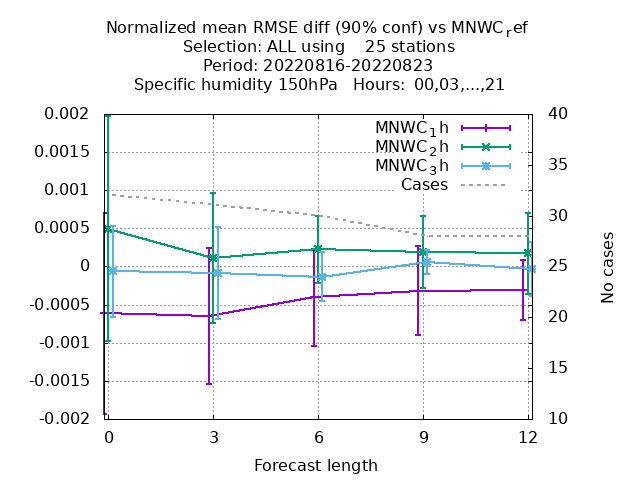 Normalized mean RMSE diff (90% conf) vs MNWC_ref
Selection: ALL using    25 stations
Period: 20220816-20220823
Specific humidity 150hPa   Hours:  00,03,...,21
0.002
0.0015
0.001
0.0005
0
-0.0005
-0.001
-0.0015
-0.002
MNWC_1h
MNWC_2h
MNWC_3h
Cases
40
35
30
25
20
15
10
No cases
0 3 6 9 12
Forecast length